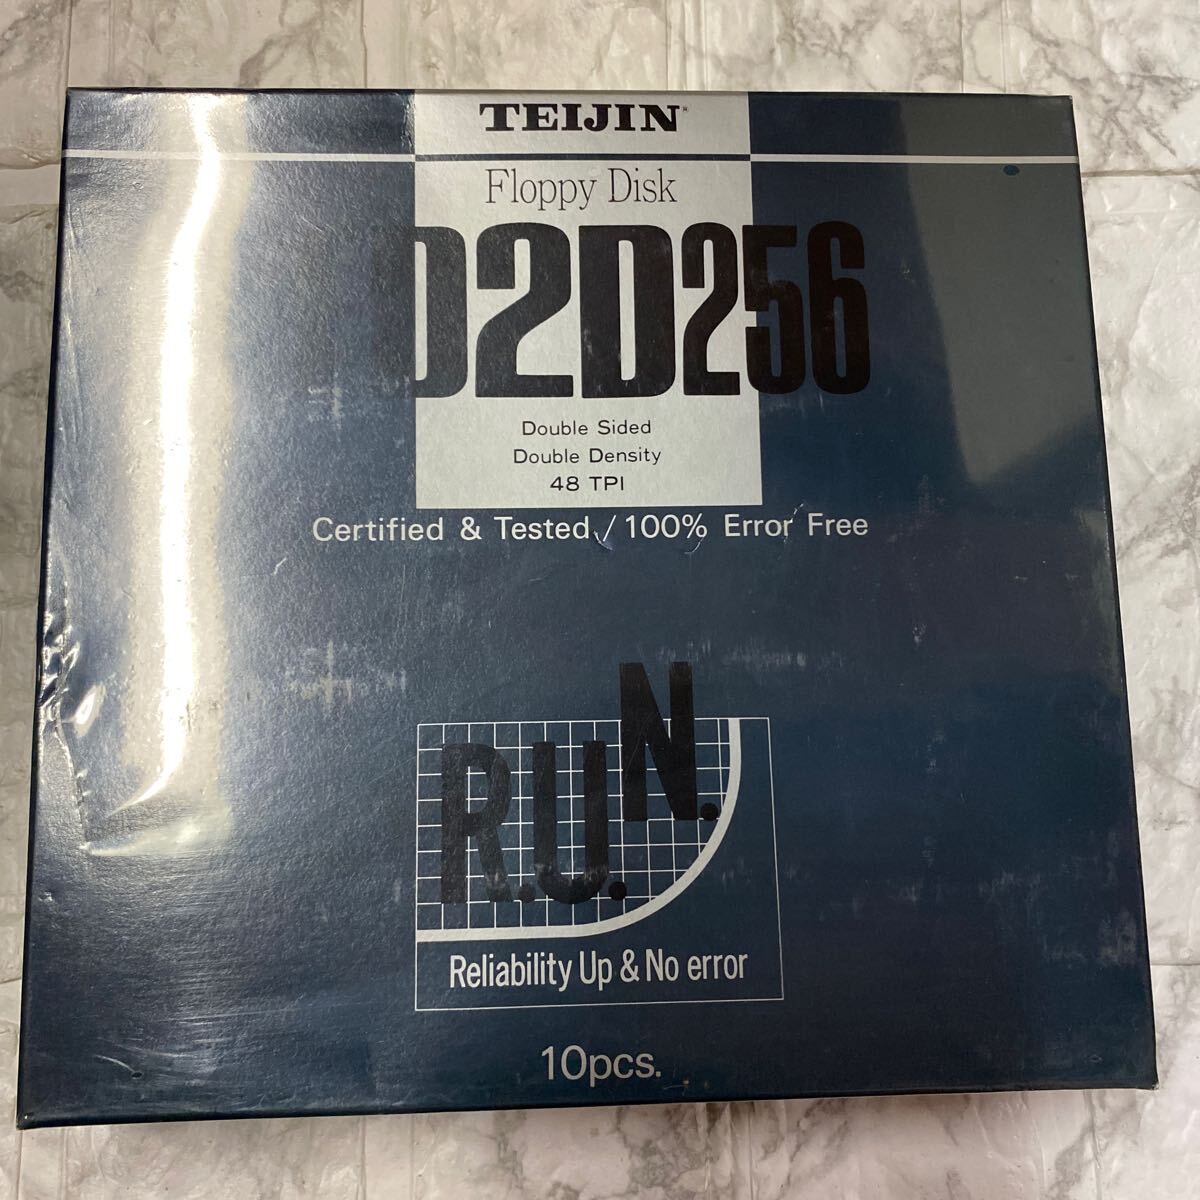 TEIJIN®
Floppy Disk
D2D256
Double Sided
Double Density
48 TPI
Certified & Tested / 100% Error Free
R.U.N.
Reliability Up & No error
10pcs.